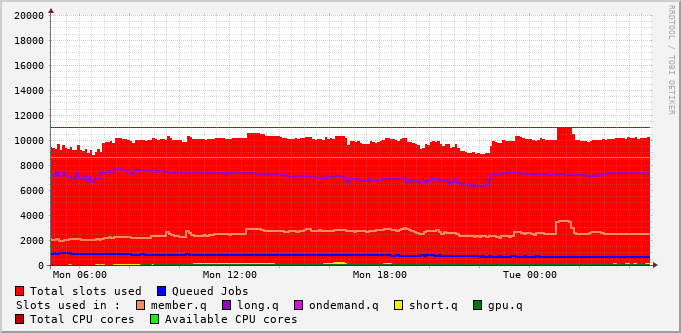 20000
18000
16000
14000
12000
10000
8000
6000
4000
2000
0
Mon 06:00 Mon 12:00 Mon 18:00 Tue 00:00
Total slots used Queued Jobs
Slots used in : member.q long.q ondemand.q short.q gpu.q
Total CPU cores Available CPU cores
RRDTOOL / TOBI OETIKER